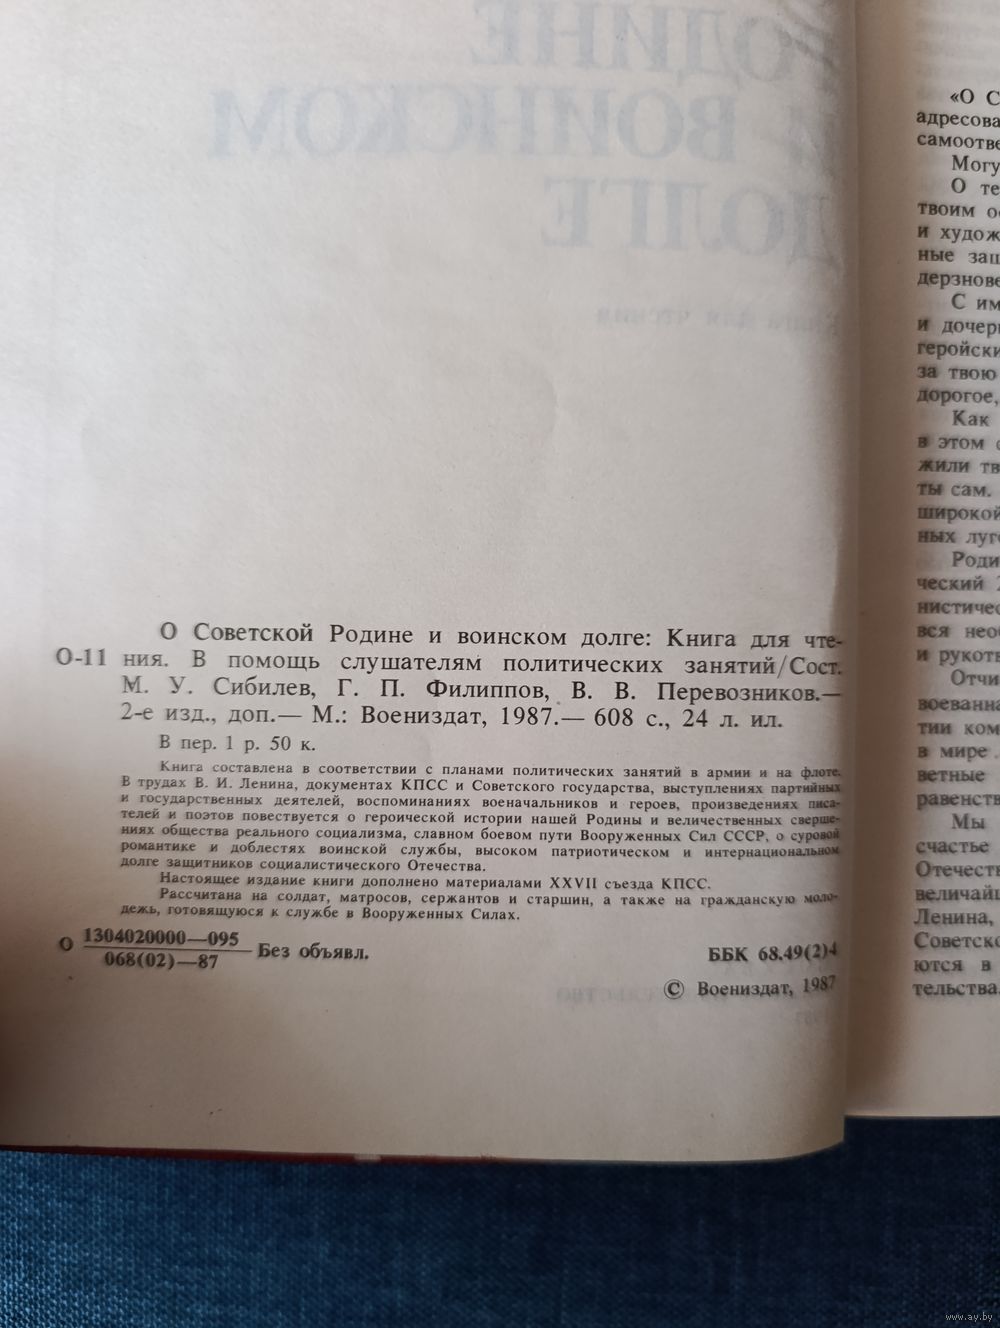 О Советской Родине и воинском долге: Книга для чте-
О-11 ния. В помощь слушателям политических занятий/Сост.
М. У. Сибилев, Г. П. Филиппов, В. В. Перевозников.—
2-е изд., доп.— М.: Воениздат, 1987.— 608 с., 24 л. ил.
В пер. 1 р. 50 к.
Книга составлена в соответствии с планами политических занятий в армии и на флоте.
В трудах В. И. Ленина, документах КПСС и Советского государства, выступлениях партийных
и государственных деятелей, воспоминаниях военачальников и героев, произведениях писа-
телей и поэтов повествуется о героической истории нашей Родины и величественных сверше-
ниях общества реального социализма, славном боевом пути Вооруженных Сил СССР, о суровой
романтике и доблестях воинской службы, высоком патриотическом и интернациональном
долге защитников социалистического Отечества.
Настоящее издание книги дополнено материалами XXVII съезда КПСС.
Рассчитана на солдат, матросов, сержантов и старшин, а также на гражданскую моло-
дежь, готовящуюся к службе в Вооруженных Силах.
О 1304020000—095
068(02)—87 Без объявл.
ББК 68.49(2)4
© Воениздат, 1987
«О С
адресова
самоотве
Могу
О те
твоим о
и худож
ные защ
дерзнове
С им
и дочер
геройски
за твою
дорогое,
Как
в этом
жили тв
ты сам.
широкой
ных луг
Роди
ческий
нистичес
вся необ
и рукотв
Отчи
воеванна
тии ком
в мире
ветные
равенств
Мы
счастье
Отечеств
величайш
Ленина,
Советско
ются в
тельства.
www.ay.by